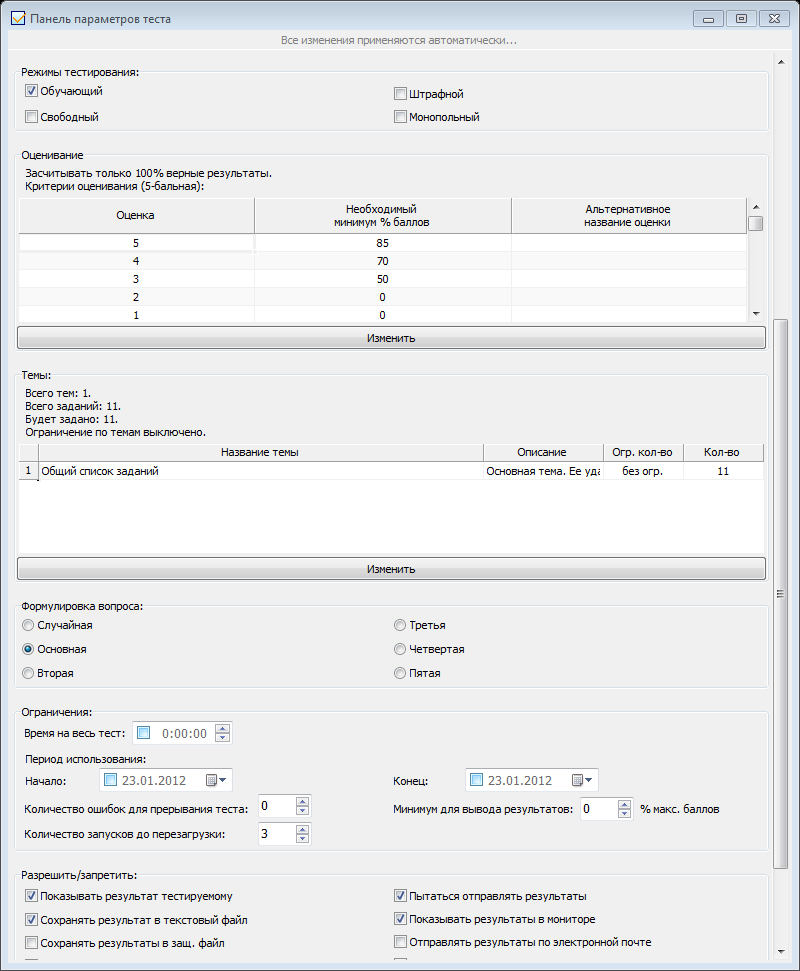 Панель параметров теста
Все изменения применяются автоматически...
Режимы тестирования:
Обучающий
Штрафной
Свободный
Монопольный
Оценивание
Засчитывать только 100% верные результаты.
Критерии оценивания (5-бальная):
Оценка Необходимый минимум % баллов Альтернативное название оценки
5 85
4 70
3 50
2 0
1 0
Изменить
Темы:
Всего тем: 1.
Всего заданий: 11.
Будет задано: 11.
Ограничение по темам выключено.
Название темы Описание Огр. кол-во Кол-во
1 Общий список заданий Основная тема. Ее уда без огр. 11
Изменить
Формулировка вопроса:
Случайная
Третья
Основная
Четвертая
Вторая
Пятая
Ограничения:
Время на весь тест: 0:00:00
Период использования:
Начало: 23.01.2012
Конец: 23.01.2012
Количество ошибок для прерывания теста: 0
Минимум для вывода результатов: 0 % макс. баллов
Количество запусков до перезагрузки: 3
Разрешить/запретить:
Показывать результат тестируемому
Пытаться отправлять результаты
Сохранять результат в текстовый файл
Показывать результаты в мониторе
Сохранять результаты в защ. файл
Отправлять результаты по электронной почте